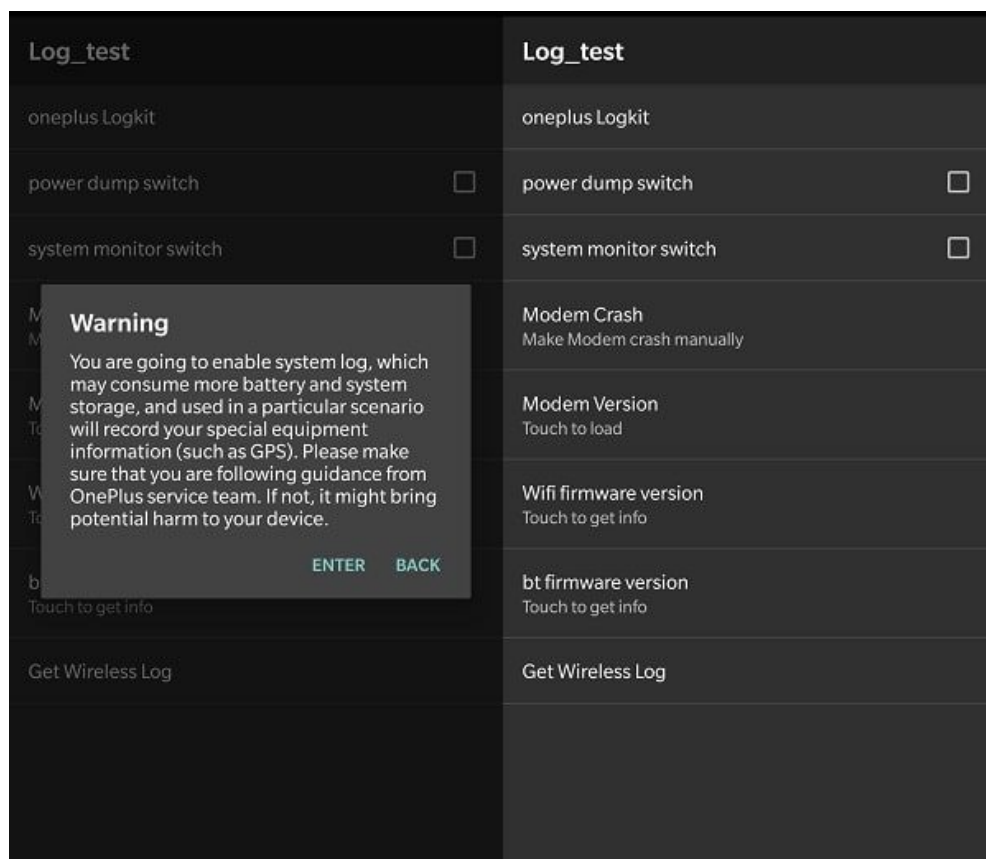 Log_test
oneplus Logkit
power dump switch
system monitor switch
M
M
Warning
You are going to enable system log, which
may consume more battery and system
storage, and used in a particular scenario
will record your special equipment
information (such as GPS). Please make
sure that you are following guidance from
OnePlus service team. If not, it might bring
potential harm to your device.
ENTER BACK
M
To
W
To
b
Touch to get info
Get Wireless Log
Log_test
oneplus Logkit
power dump switch
system monitor switch
Modem Crash
Make Modem crash manually
Modem Version
Touch to load
Wifi firmware version
Touch to get info
bt firmware version
Touch to get info
Get Wireless Log